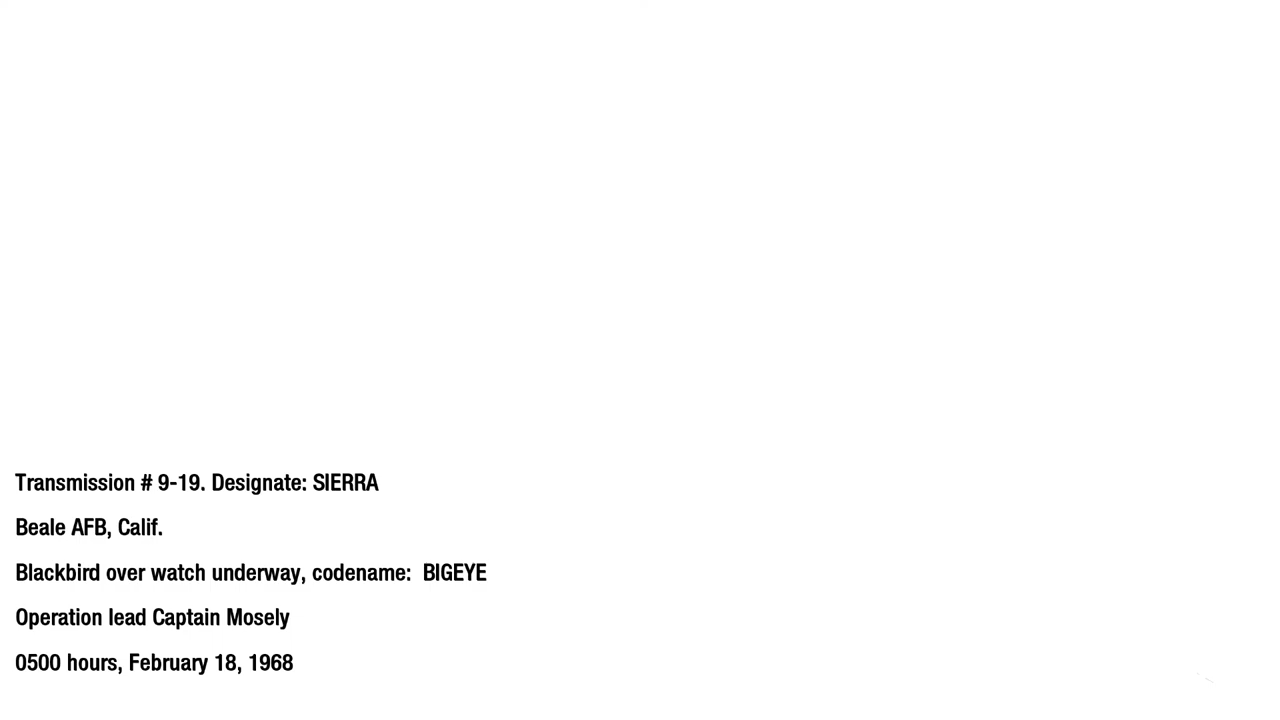 Transmission # 9-19. Designate: SIERRA
Beale AFB, Calif.
Blackbird over watch underway, codename:  BIGEYE
Operation lead Captain Mosely
0500 hours, February 18, 1968